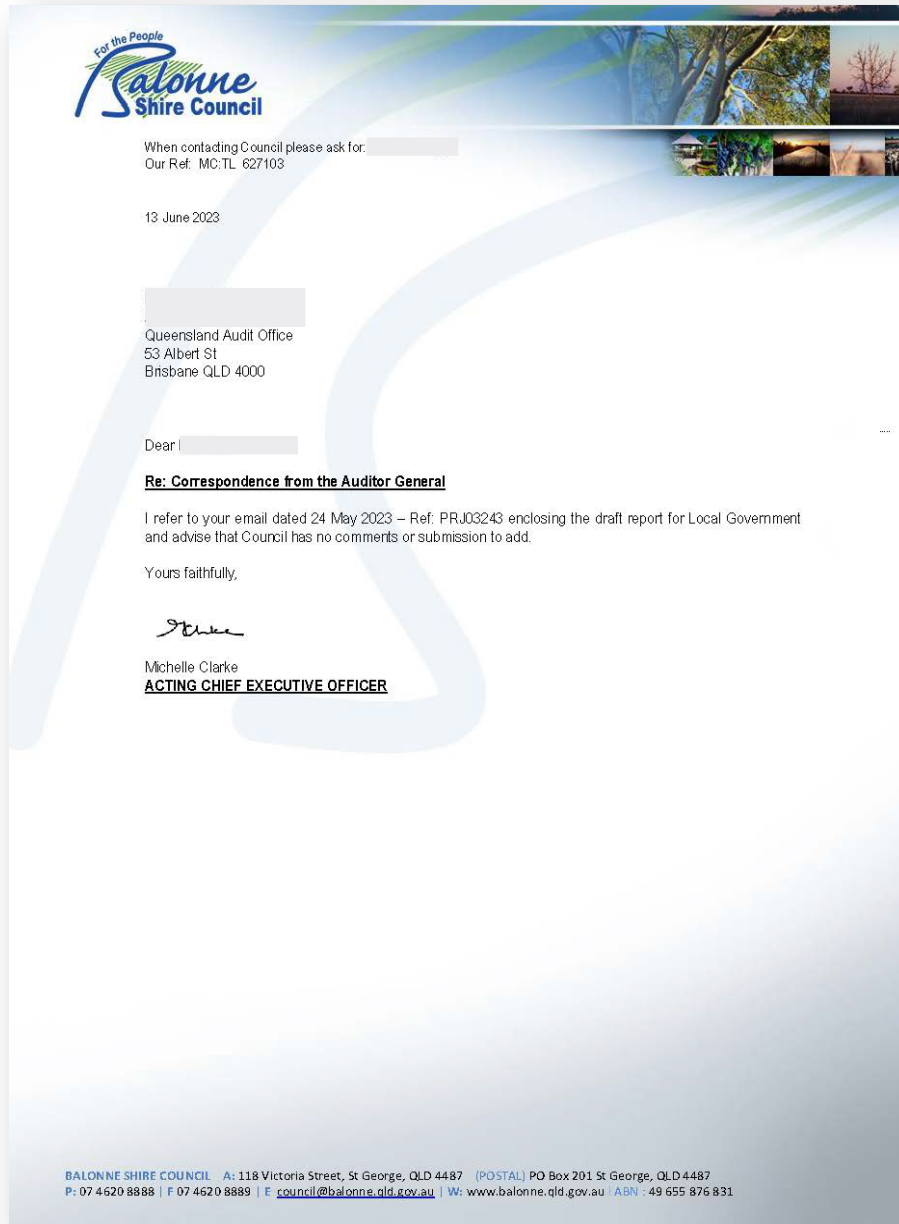 For the People
Balonne
Shire Council
When contacting Council please ask for:
Our Ref: MC:TL 627103
13 June 2023
Queensland Audit Office
53 Albert St
Brisbane QLD 4000
Dear
Re: Correspondence from the Auditor General
I refer to your email dated 24 May 2023 – Ref: PRJ03243 enclosing the draft report for Local Government
and advise that Council has no comments or submission to add.
Yours faithfully,
Michelle Clarke
ACTING CHIEF EXECUTIVE OFFICER
BALONNE SHIRE COUNCIL A: 118 Victoria Street, St George, QLD 4487 (POSTAL) PO Box 201 St George, QLD 4487
P: 07 4620 8888 | F 07 4620 8889 | E council@balonne.qld.gov.au | W: www.balonne.qld.gov.au | ABN : 49 655 876 831